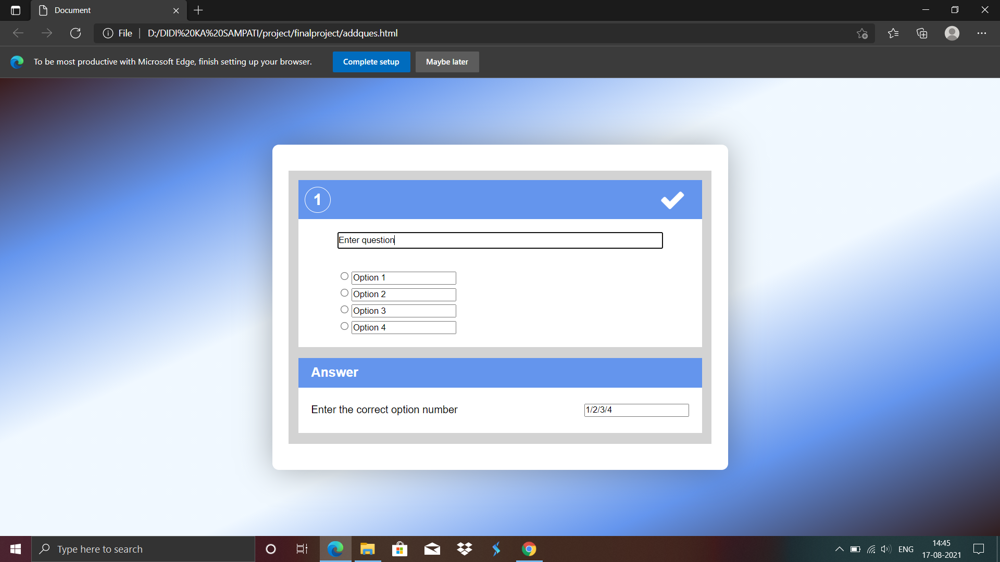 Document
File
D:/DIDI%20KA%20SAMPATI/project/finalproject/addques.html
To be most productive with Microsoft Edge, finish setting up your browser.
Complete setup
Maybe later
1
Enter question
Option 1
Option 2
Option 3
Option 4
Answer
Enter the correct option number
1/2/3/4
Type here to search
ENG
14:45
17-08-2021